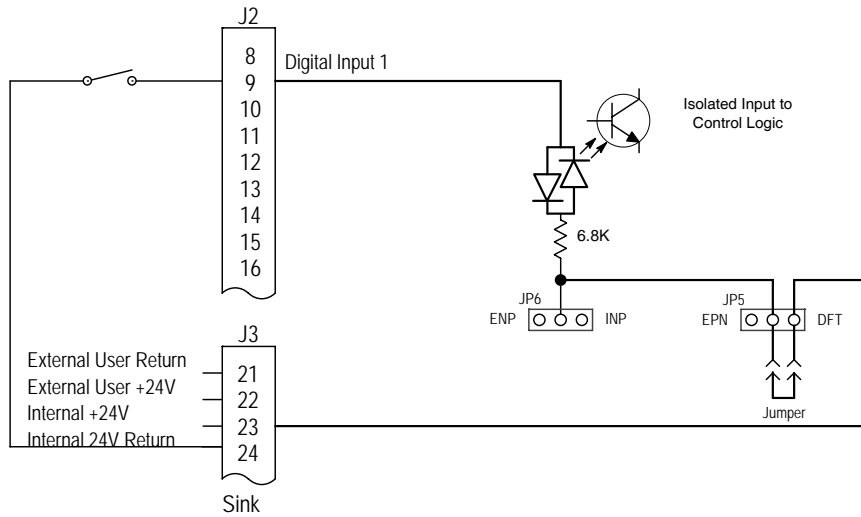 J2
8
9
10
11
12
13
14
15
16
Digital Input 1
Isolated Input to
Control Logic
6.8K
JP6
ENP
INP
JP5
EPN
DFT
Jumper
J3
External User Return
External User +24V
Internal +24V
Internal 24V Return
21
22
23
24
Sink